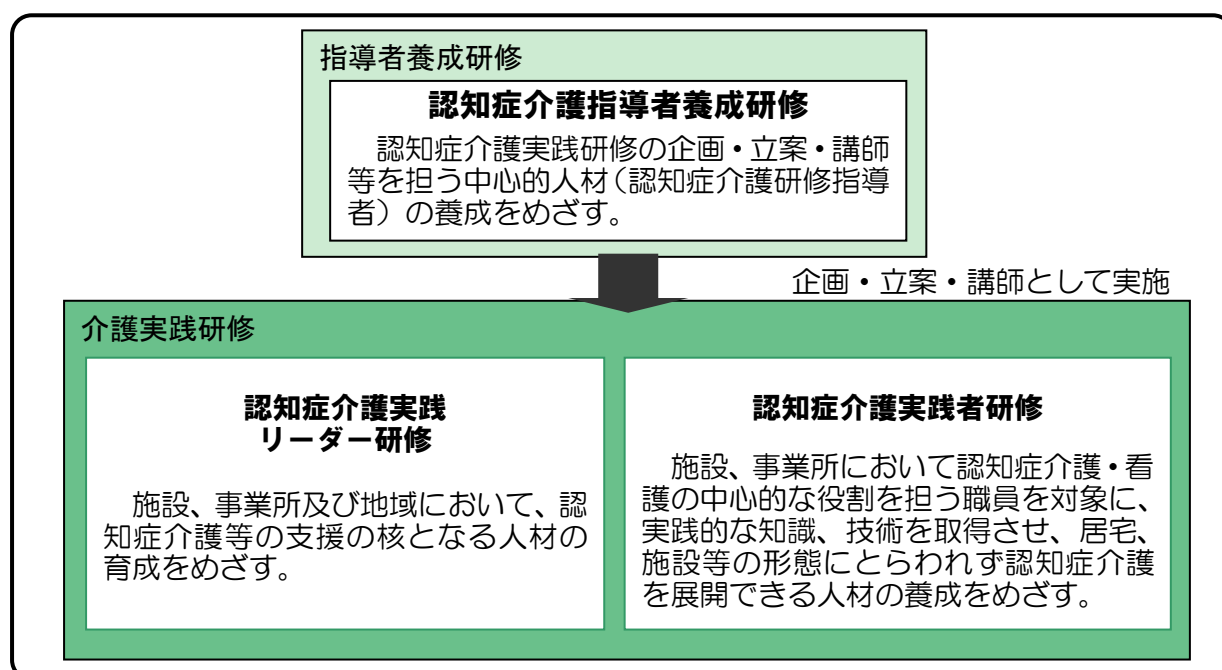 指導者養成研修
認知症介護指導者養成研修
認知症介護実践研修の企画・立案・講師
等を担う中心的人材(認知症介護研修指導
者)の養成をめざす。
企画・立案・講師として実施
介護実践研修
認知症介護実践
リーダー研修
施設、事業所及び地域において、認
知症介護等の支援の核となる人材の
育成をめざす。
認知症介護実践者研修
施設、事業所において認知症介護・看
護の中心的な役割を担う職員を対象に、
実践的な知識、技術を取得させ、居宅、
施設等の形態にとらわれず認知症介護
を展開できる人材の養成をめざす。